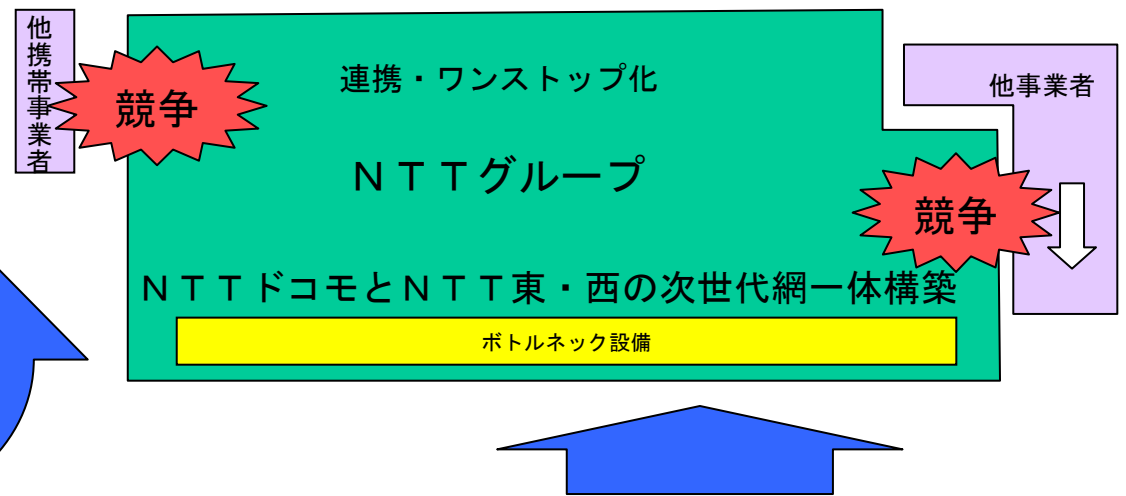 他携帯事業者
競争
連携・ワンストップ化
他事業者
ＮＴＴグループ
競争
ＮＴＴドコモとＮＴＴ東・西の次世代網一体構築
ボトルネック設備